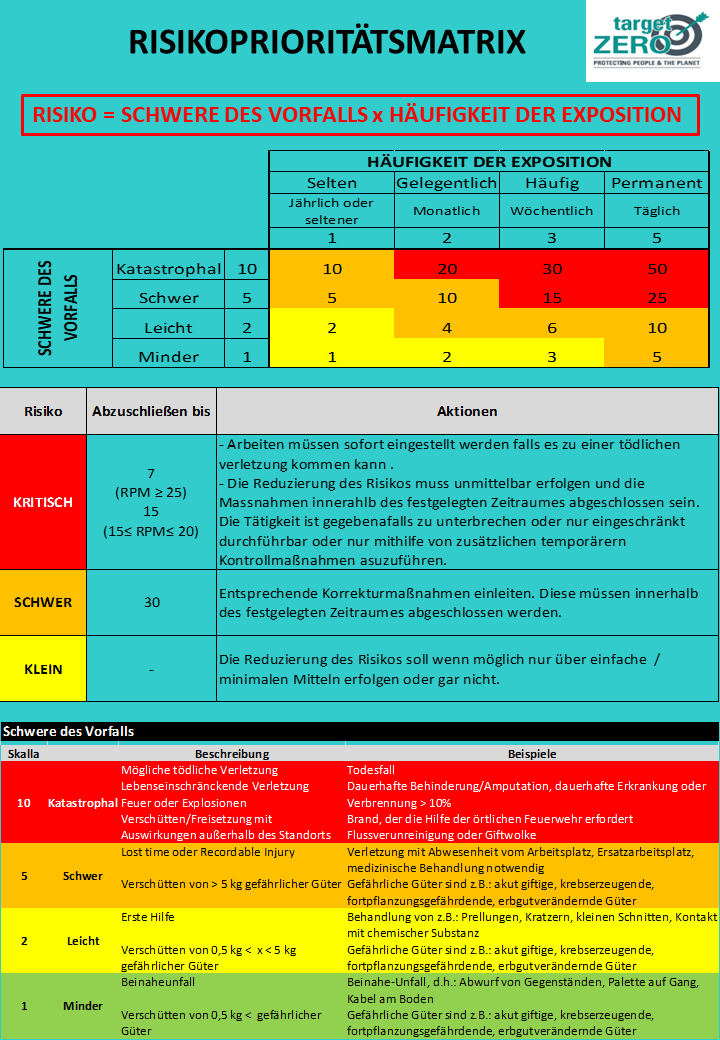 RISIKOPRIORITÄTSMATRIX
target
ZERO
PROTECTING PEOPLE & THE PLANET
RISIKO = SCHWERE DES VORFALLS x HÄUFIGKEIT DER EXPOSITION
HÄUFIGKEIT DER EXPOSITION
Selten Gelegentlich Häufig Permanent
Jährlich oder seltener Monatlich Wöchentlich Täglich
1 2 3 5
SCHWERE DES
VORFALLS
Katastrophal 10 10 20 30 50
Schwer 5 5 10 15 25
Leicht 2 2 4 6 10
Minder 1 1 2 3 5
Risiko Abzuschließen bis Aktionen
KRITISCH
7
(RPM ≥ 25)
15
(15≤ RPM≤ 20)
- Arbeiten müssen sofort eingestellt werden falls es zu einer tödlichen
verletzung kommen kann .
- Die Reduzierung des Risikos muss unmittelbar erfolgen und die
Massnahmen innerahlb des festgelegten Zeitraumes abgeschlossen sein.
Die Tätigkeit ist gegebenafalls zu unterbrechen oder nur eingeschränkt
durchführbar oder nur mithilfe von zusätzlichen temporärern
Kontrollmaßnahmen asuzuführen.
SCHWER
30
Entsprechende Korrekturmaßnahmen einleiten. Diese müssen innerhalb
des festgelegten Zeitraumes abgeschlossen werden.
KLEIN
-
Die Reduzierung des Risikos soll wenn möglich nur über einfache /
minimalen Mitteln erfolgen oder gar nicht.
Schwere des Vorfalls
Skalla Beschreibung Beispiele
10 Katastrophal
Mögliche tödliche Verletzung
Lebenseinschränckende Verletzung
Feuer oder Explosionen
Verschütten/Freisetzung mit
Auswirkungen außerhalb des Standorts
Todesfall
Dauerhafte Behinderung/Amputation, dauerhafte Erkrankung oder
Verbrennung > 10%
Brand, der die Hilfe der örtlichen Feuerwehr erfordert
Flussverunreinigung oder Giftwolke
5 Schwer
Lost time oder Recordable Injury
Verschütten von > 5 kg gefährlicher Güter
Verletzung mit Abwesenheit vom Arbeitsplatz, Ersatzarbeitsplatz,
medizinische Behandlung notwendig
Gefährliche Güter sind z.B.: akut giftige, krebserzeugende,
fortpflanzungsgefährdende, erbgutverändernde Güter
2 Leicht
Erste Hilfe
Verschütten von 0,5 kg < x < 5 kg
gefährlicher Güter
Behandlung von z.B.: Prellungen, Kratzern, kleinen Schnitten, Kontakt
mit chemischer Substanz
Gefährliche Güter sind z.B.: akut giftige, krebserzeugende,
fortpflanzungsgefährdende, erbgutverändernde Güter
1 Minder
Beinaheunfall
Verschütten von 0,5 kg < gefährlicher
Güter
Beinahe-Unfall, d.h.: Abwurf von Gegenständen, Palette auf Gang,
Kabel am Boden
Gefährliche Güter sind z.B.: akut giftige, krebserzeugende,
fortpflanzungsgefährdende, erbgutverändernde Güter